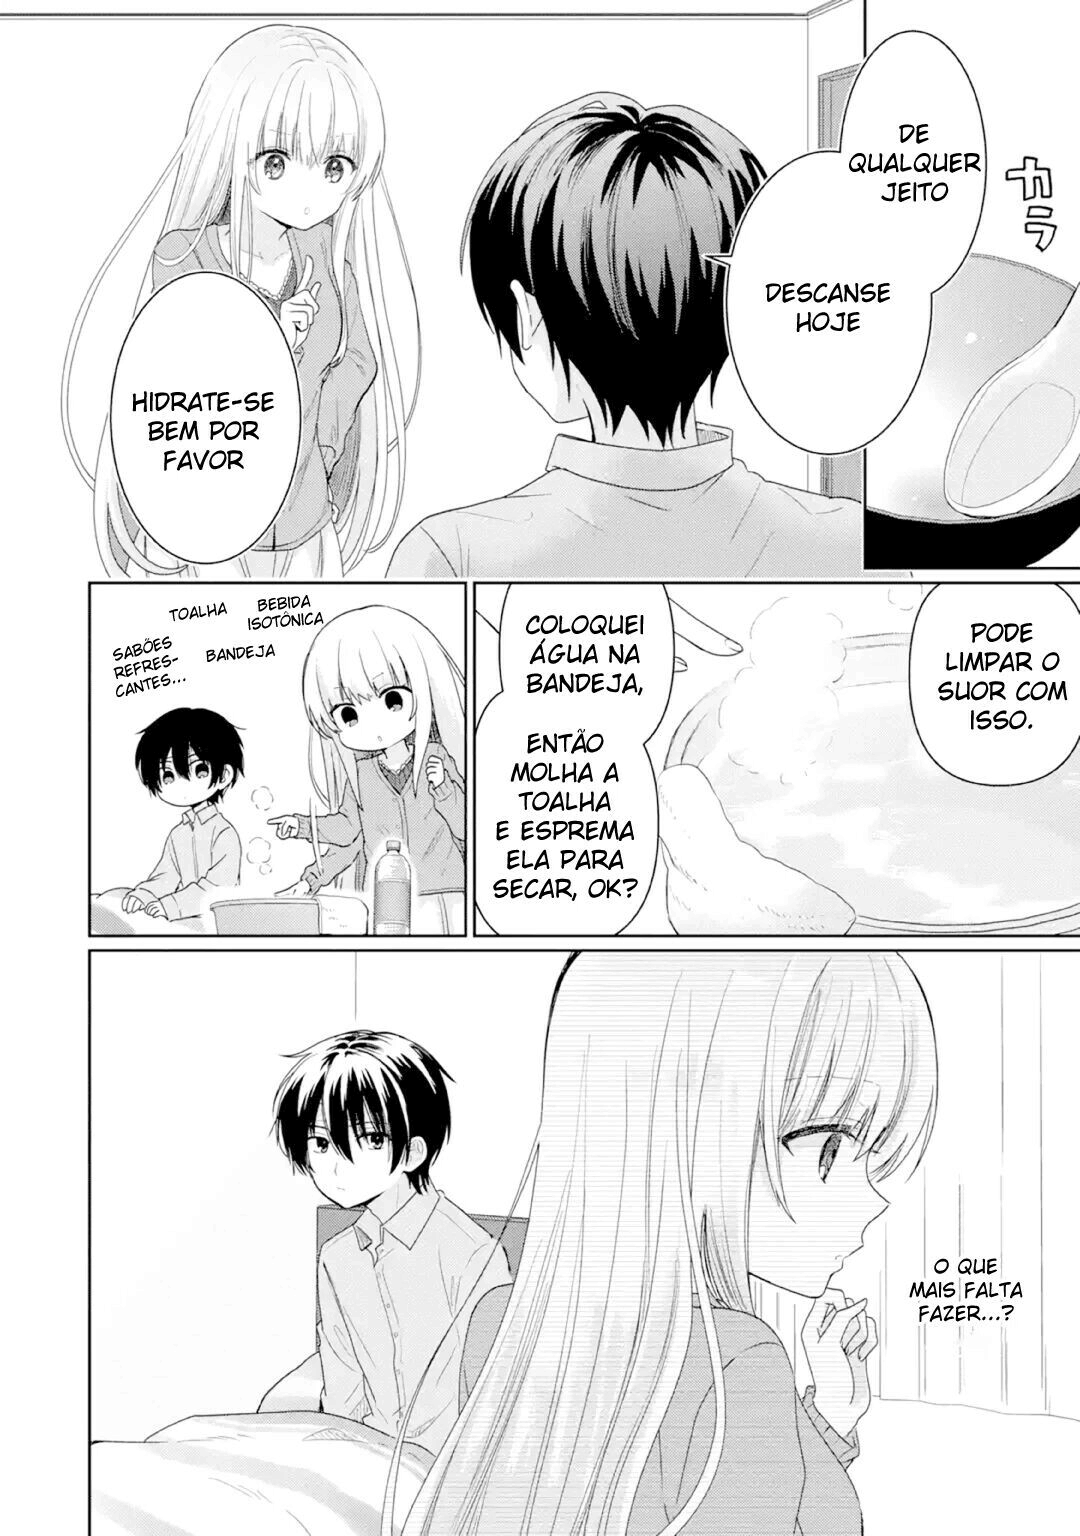 カラ
DE
QUALQUER
JEITO
DESCANSE
HOJE
HIDRATE-SE
BEM POR
FAVOR
PODE
LIMPAR O
SUOR COM
ISSO.
COLOQUEI
ÁGUA NA
BANDEJA,
ENTÃO
MOLHA A
TOALHA
E ESPREMA
ELA PARA
SECAR, OK?
BEBIDA
ISOTÔNICA
TOALHA
BANDEJA
SABÕES
REFRES-
CANTES...
O QUE
MAIS FALTA
FAZER...?